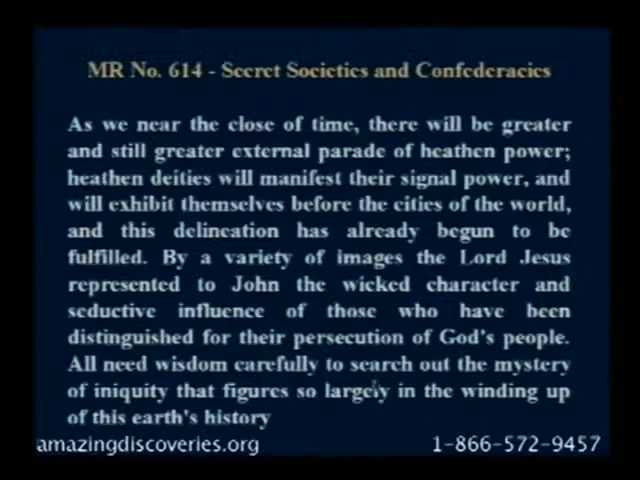 MR No. 614 - Secret Societies and Confederacies
As we near the close of time, there will be greater
and still greater external parade of heathen power;
heathen deities will manifest their signal power, and
will exhibit themselves before the cities of the world,
and this delineation has already begun to be
fulfilled. By a variety of images the Lord Jesus
represented to John the wicked character and
seductive influence of those who have been
distinguished for their persecution of God's people.
All need wisdom carefully to search out the mystery
of iniquity that figures so largely in the winding up
of this earth's history
amazingdiscoveries.org 1-866-572-9457